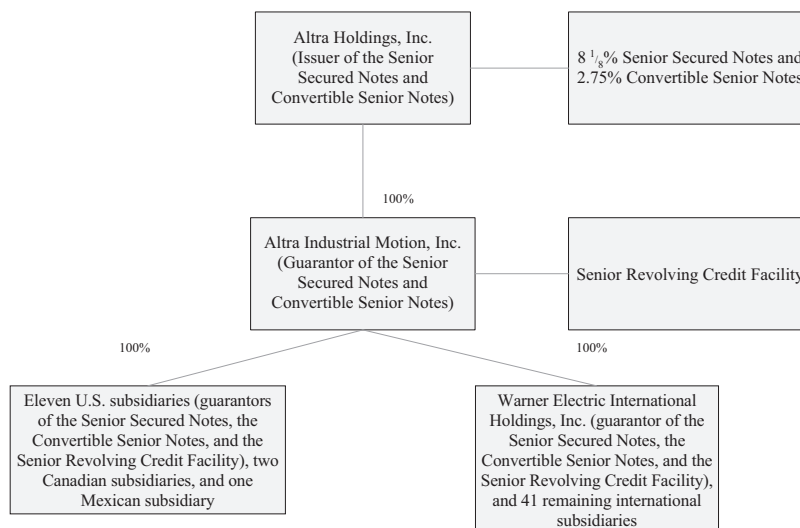 Altra Holdings, Inc.
(Issuer of the Senior
Secured Notes and
Convertible Senior Notes)
8 1/8% Senior Secured Notes and
2.75% Convertible Senior Notes
100%
Altra Industrial Motion, Inc.
(Guarantor of the Senior
Secured Notes and
Convertible Senior Notes)
Senior Revolving Credit Facility
100%
100%
Eleven U.S. subsidiaries (guarantors
of the Senior Secured Notes, the
Convertible Senior Notes, and the
Senior Revolving Credit Facility), two
Canadian subsidiaries, and one
Mexican subsidiary
Warner Electric International
Holdings, Inc. (guarantor of the
Senior Secured Notes, the
Convertible Senior Notes, and the
Senior Revolving Credit Facility),
and 41 remaining international
subsidiaries